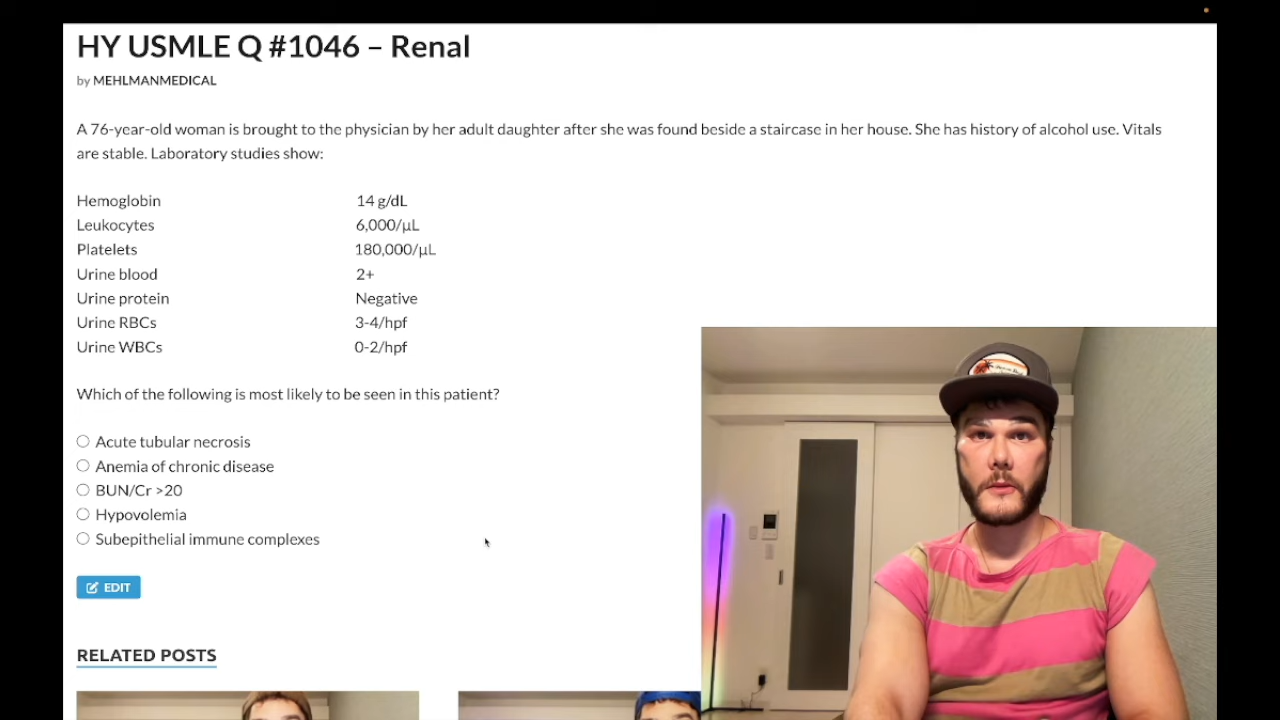 HY USMLE Q #1046 – Renal
by MEHLMANMEDICAL
A 76-year-old woman is brought to the physician by her adult daughter after she was found beside a staircase in her house. She has history of alcohol use. Vitals
are stable. Laboratory studies show:
Hemoglobin 14 g/dL
Leukocytes 6,000/μL
Platelets 180,000/μL
Urine blood 2+
Urine protein Negative
Urine RBCs 3-4/hpf
Urine WBCs 0-2/hpf
Which of the following is most likely to be seen in this patient?
Acute tubular necrosis
Anemia of chronic disease
BUN/Cr >20
Hypovolemia
Subepithelial immune complexes
EDIT
RELATED POSTS